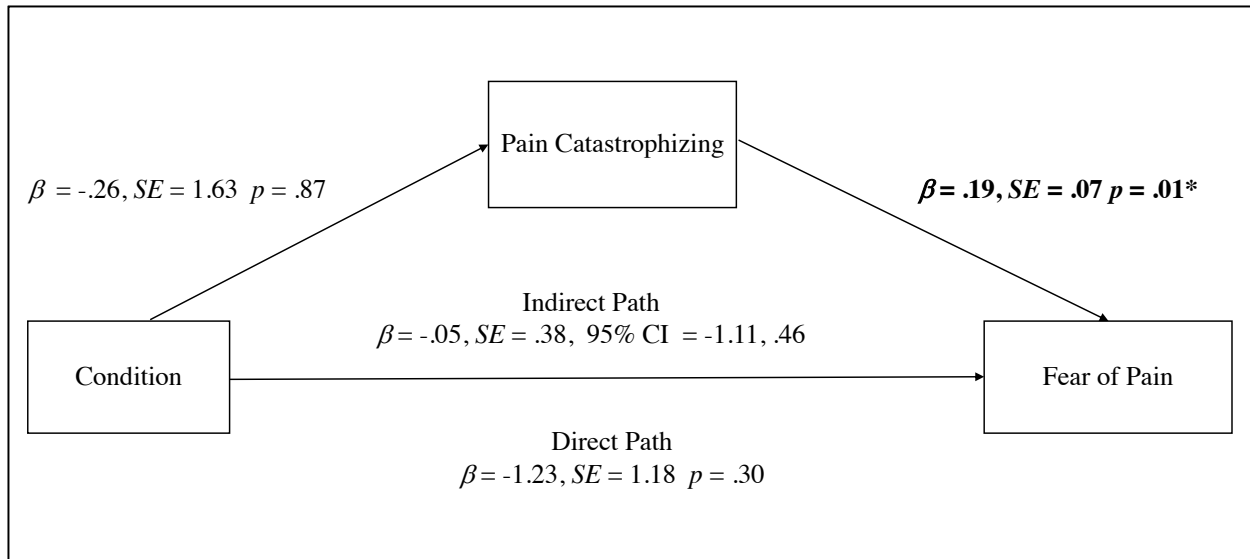 Pain Catastrophizing
β = -.26, SE = 1.63 p = .87
β = .19, SE = .07 p = .01*
Indirect Path
β = -.05, SE = .38, 95% CI = -1.11, .46
Condition
Fear of Pain
Direct Path
β = -1.23, SE = 1.18 p = .30